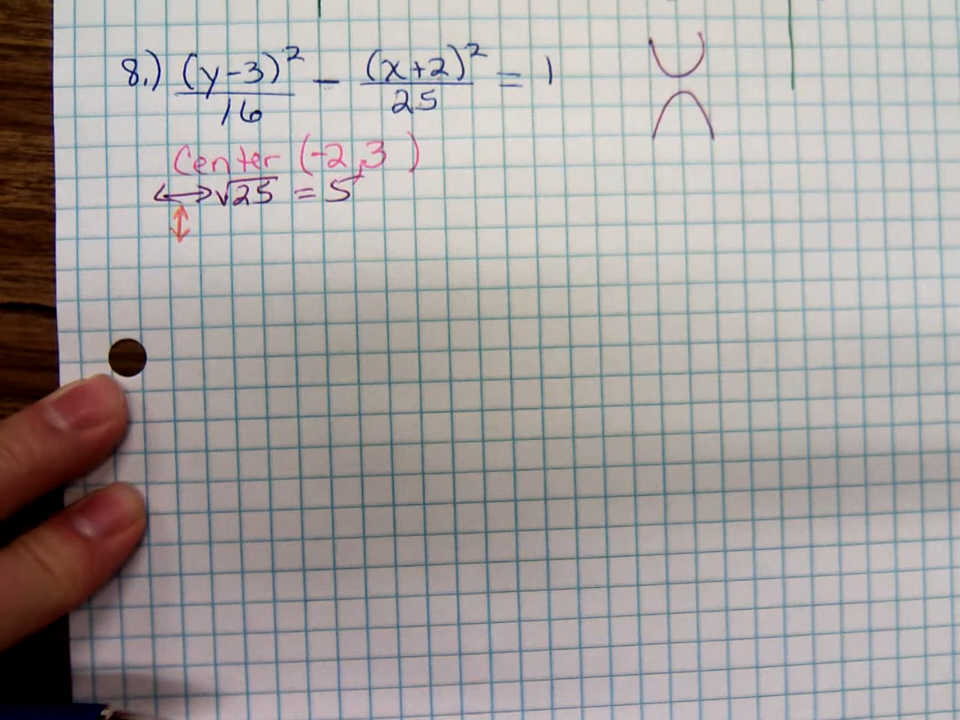 8.) (y-3)²/16 - (x+2)²/25 = 1
Center (-2,3)
↔ √25 = 5
↕